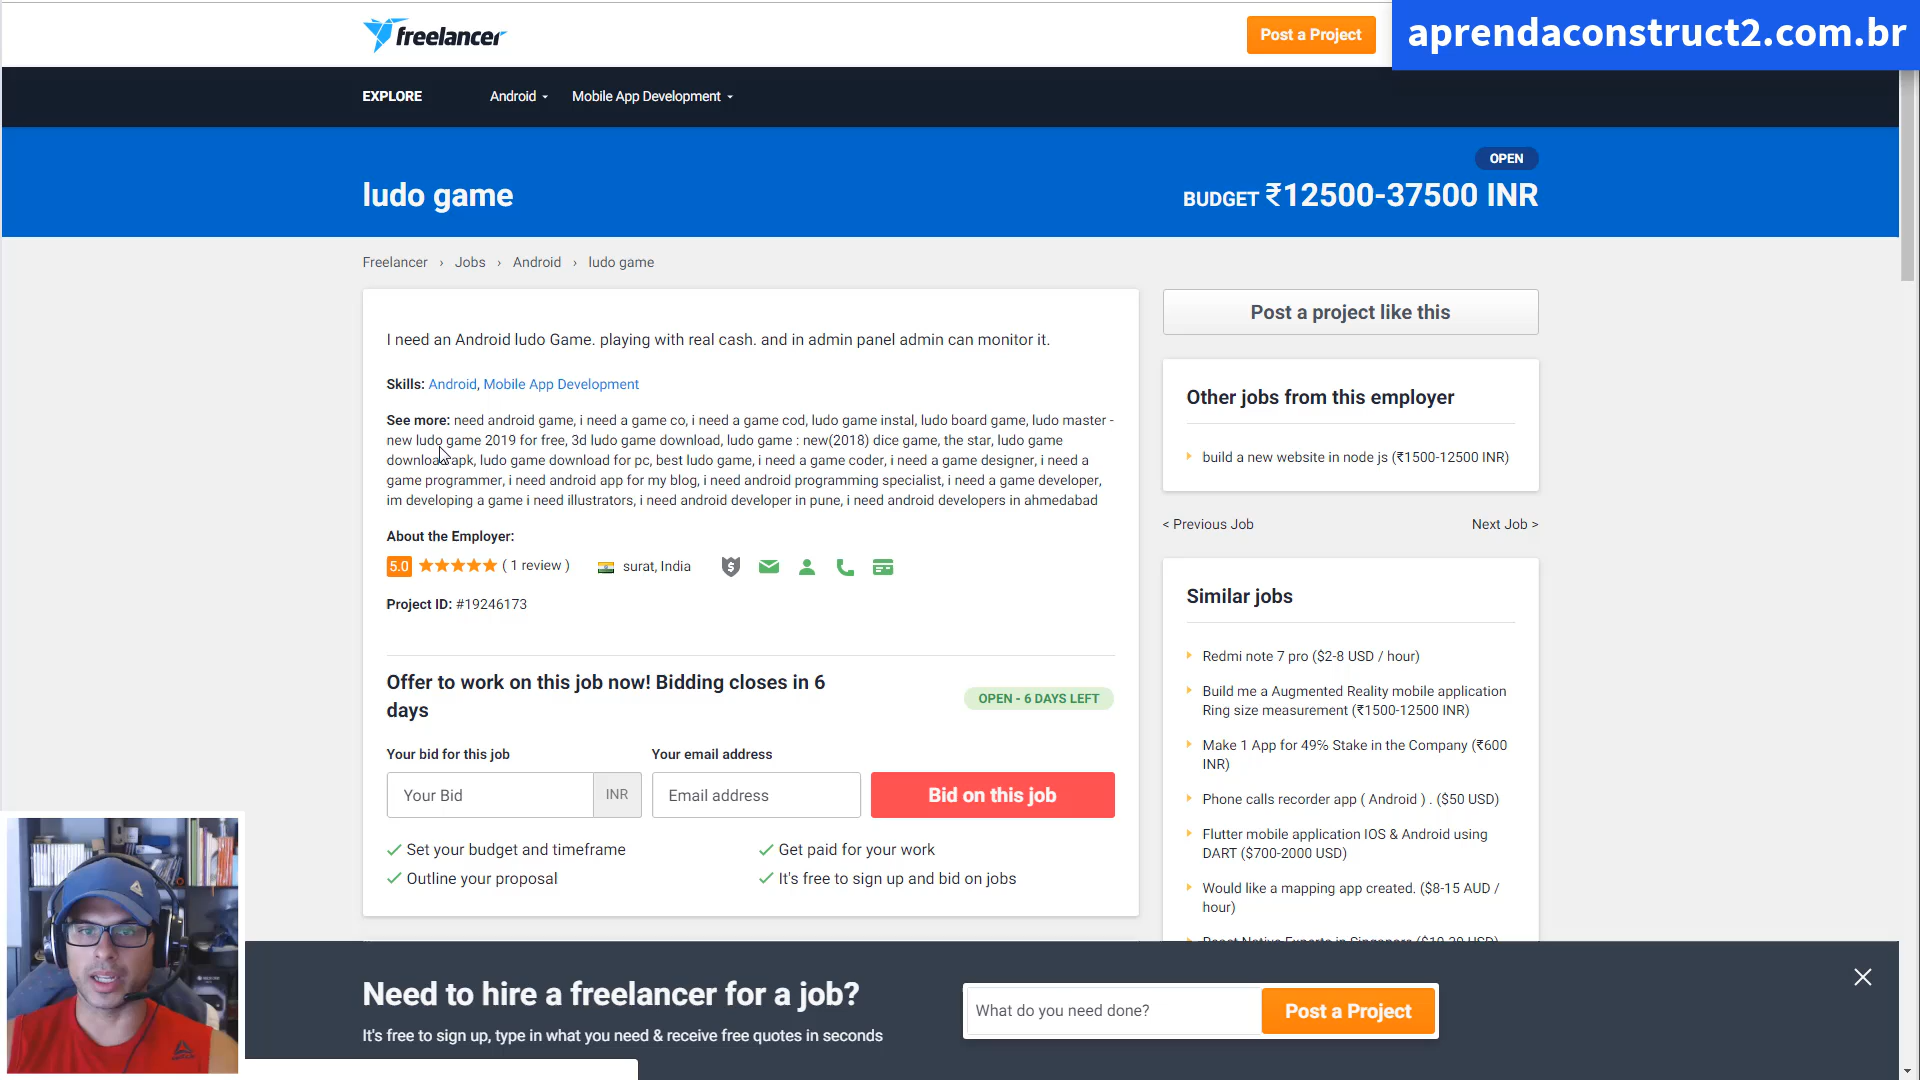 freelancer
Post a Project
aprendaconstruct2.com.br
EXPLORE
Android
Mobile App Development
OPEN
ludo game
BUDGET ₹12500-37500 INR
Freelancer › Jobs › Android › ludo game
I need an Android ludo Game. playing with real cash. and in admin panel admin can monitor it.
Skills: Android, Mobile App Development
See more: need android game, i need a game co, i need a game cod, ludo game instal, ludo board game, ludo master -
new ludo game 2019 for free, 3d ludo game download, ludo game : new(2018) dice game, the star, ludo game
download apk, ludo game download for pc, best ludo game, i need a game coder, i need a game designer, i need a
game programmer, i need android app for my blog, i need android programming specialist, i need a game developer,
im developing a game i need illustrators, i need android developer in pune, i need android developers in ahmedabad
About the Employer:
5.0 ( 1 review ) surat, India
Project ID: #19246173
Offer to work on this job now! Bidding closes in 6
days
OPEN - 6 DAYS LEFT
Your bid for this job
Your email address
Your Bid
INR
Email address
Bid on this job
Set your budget and timeframe
Get paid for your work
Outline your proposal
It's free to sign up and bid on jobs
Post a project like this
Other jobs from this employer
build a new website in node js (₹1500-12500 INR)
< Previous Job
Next Job >
Similar jobs
Redmi note 7 pro ($2-8 USD / hour)
Build me a Augmented Reality mobile application
Ring size measurement (₹1500-12500 INR)
Make 1 App for 49% Stake in the Company (₹600
INR)
Phone calls recorder app ( Android ) . ($50 USD)
Flutter mobile application IOS & Android using
DART ($700-2000 USD)
Would like a mapping app created. ($8-15 AUD /
hour)
Need to hire a freelancer for a job?
It's free to sign up, type in what you need & receive free quotes in seconds
What do you need done?
Post a Project